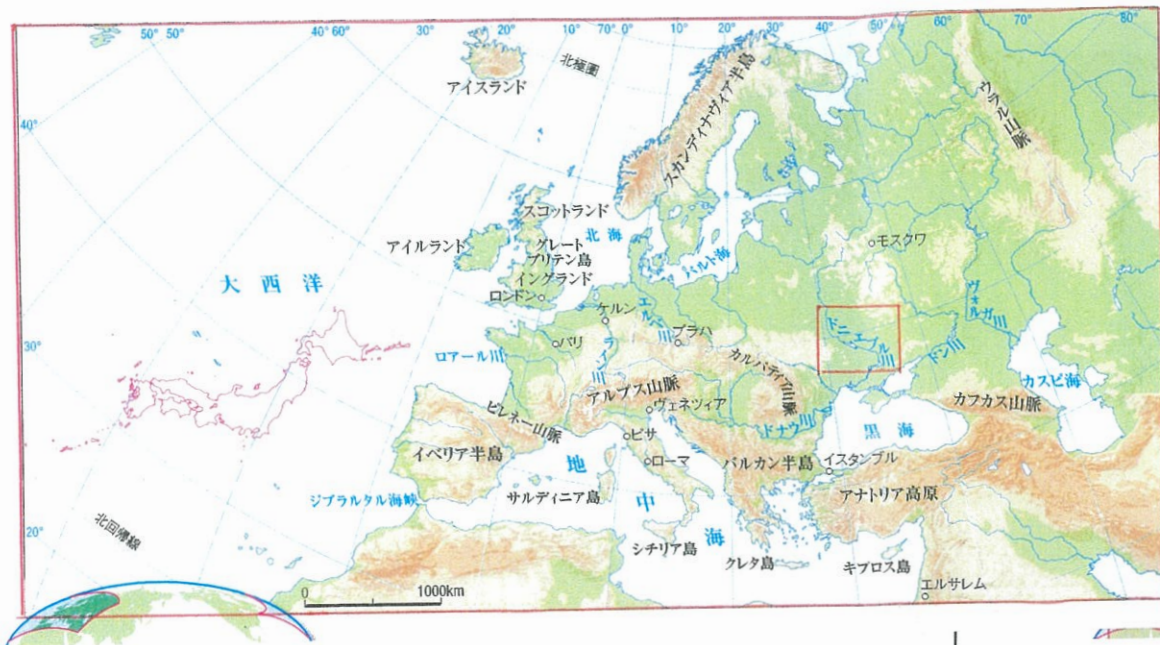 50° 50°
40° 60°
30°
20°
10°
70° 0°
10°
20°
30°
40°
50°
60°
70°
80°
北極圏
アイスランド
スカンディナヴィア半島
ウラル山脈
40°
スコットランド
北海
アイルランド
グレート
ブリテン島
イングランド
ロンドン
バルト海
モスクワ
大西洋
ケルン
エルベ川
プラハ
ドニエプル川
ヴォルガ川
ドン川
30°
ロアール川
パリ
ライン川
カルパティア山脈
カスピ海
アルプス山脈
ヴェネツィア
カフカス山脈
ピレネー山脈
ピサ
ドナウ川
黒海
イベリア半島
ローマ
バルカン半島
イスタンブル
地中海
サルディニア島
アナトリア高原
ジブラルタル海峡
20°
北回帰線
シチリア島
クレタ島
キプロス島
エルサレム
0 1000km